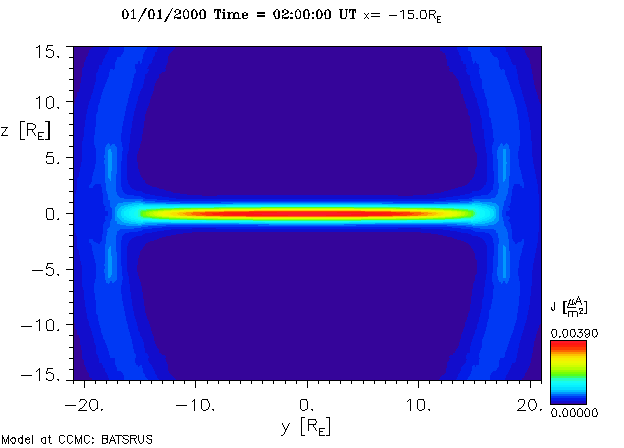 01/01/2000 Time = 02:00:00 UT x= −15.0R_E
15.
10.
z [R_E]
5.
0.
−5.
−10.
−15.
−20. −10. 0. 10. 20.
y [R_E]
J [μA/m²]
0.00390
0.00000
Model at CCMC: BATSRUS